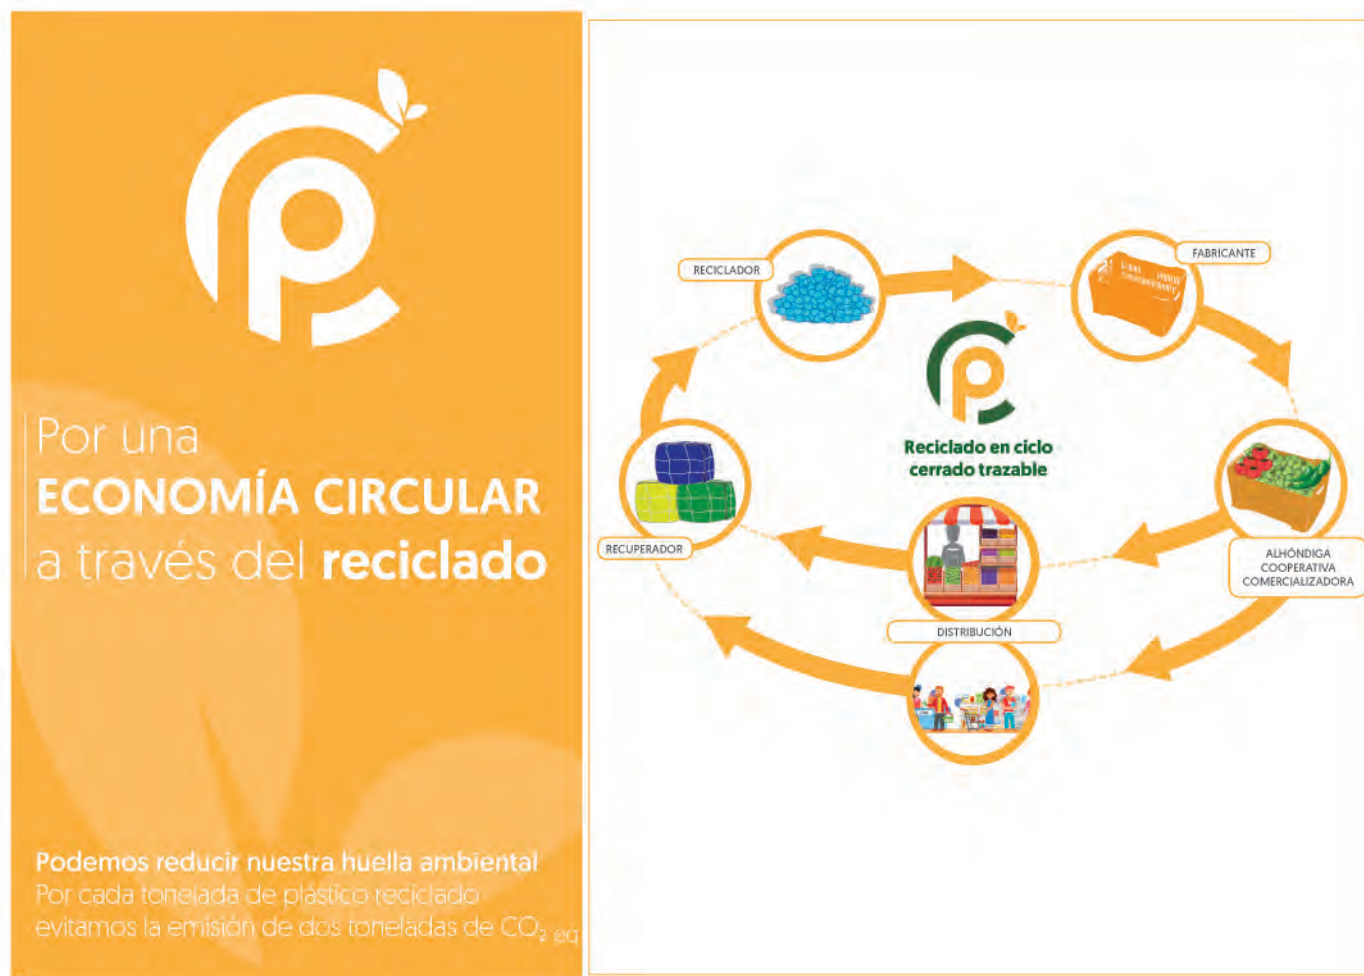 Por una
ECONOMÍA CIRCULAR
a través del reciclado
Podemos reducir nuestra huella ambiental
Por cada tonelada de plástico reciclado
evitamos la emisión de dos toneladas de CO₂ eq
RECICLADOR
FABRICANTE
Reciclado en ciclo
cerrado trazable
RECUPERADOR
ALHÓNDIGA
COOPERATIVA
COMERCIALIZADORA
DISTRIBUCIÓN